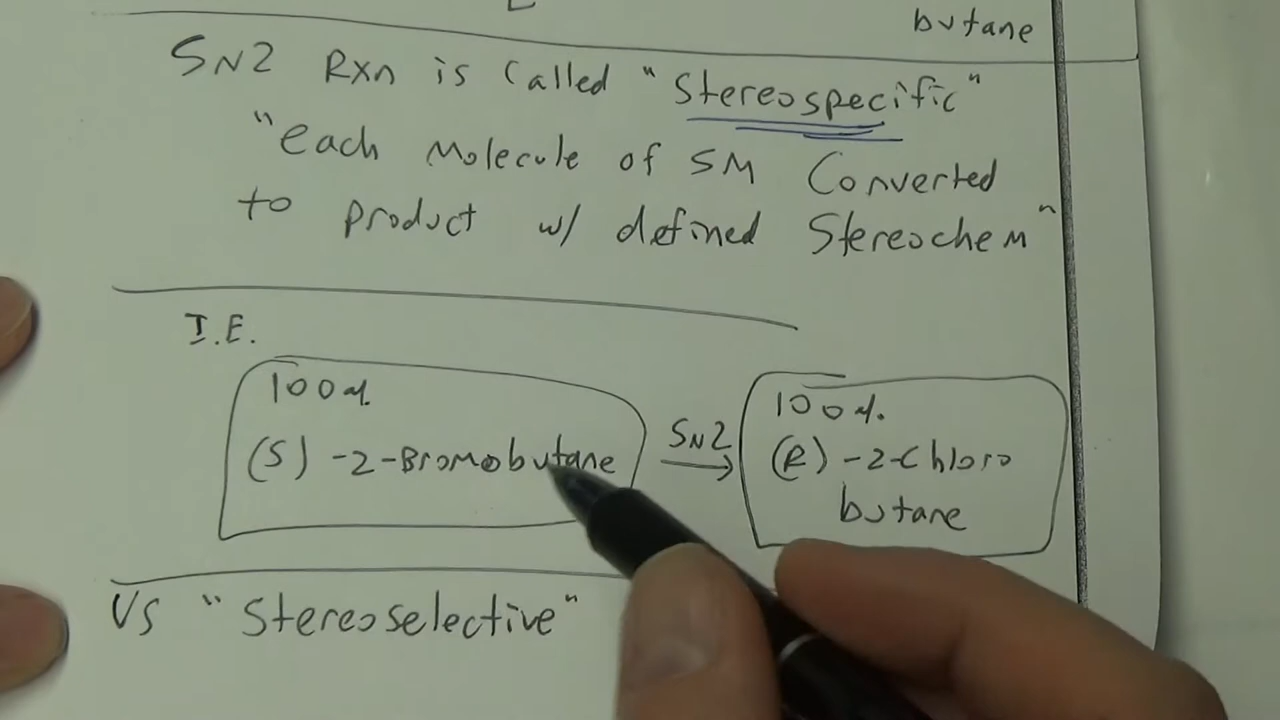 butane
SN2 Rxn is called "Stereospecific"
"each Molecule of SM Converted
to product w/ defined Stereochem"
I.E.
100%
(S) -2-Bromobutane
SN2
100%
(R) -2-Chloro
butane
VS "Stereoselective"